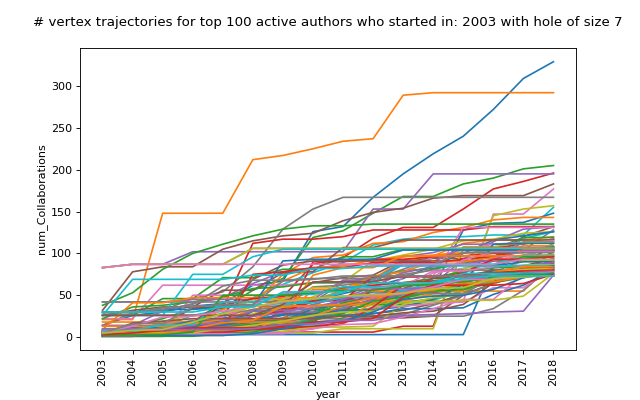 # vertex trajectories for top 100 active authors who started in: 2003 with hole of size 7
num_Collaborations
300
250
200
150
100
50
0
2003 2004 2005 2006 2007 2008 2009 2010 2011 2012 2013 2014 2015 2016 2017 2018
year